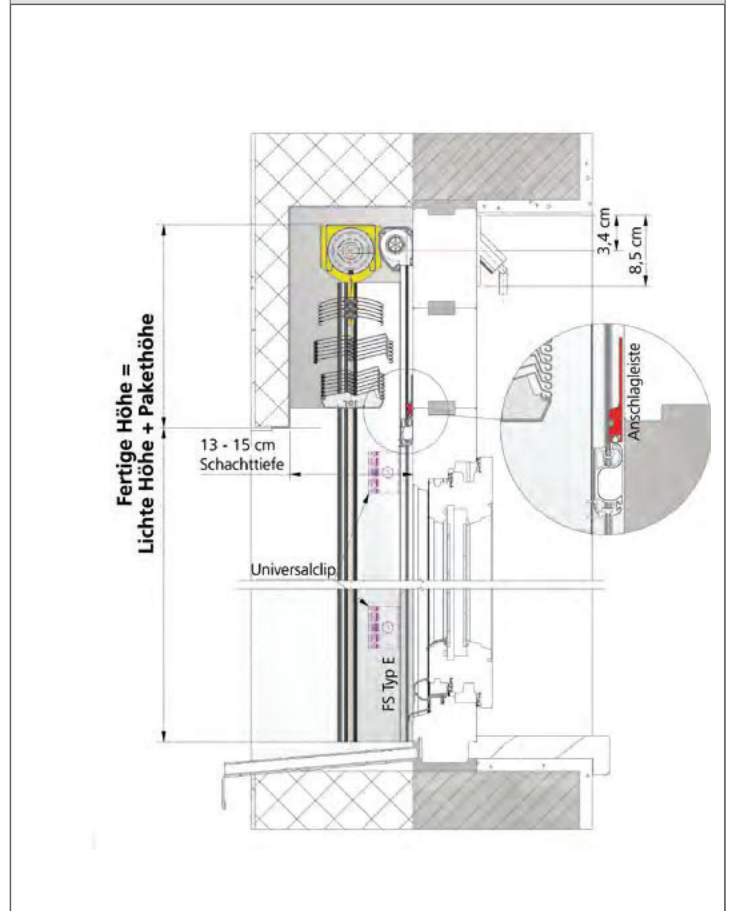 3,4 cm
8,5 cm
Fertige Höhe =
Lichte Höhe + Pakethöhe
Anschlagleiste
13 - 15 cm
Schachttiefe
Universalclip
FS Typ E